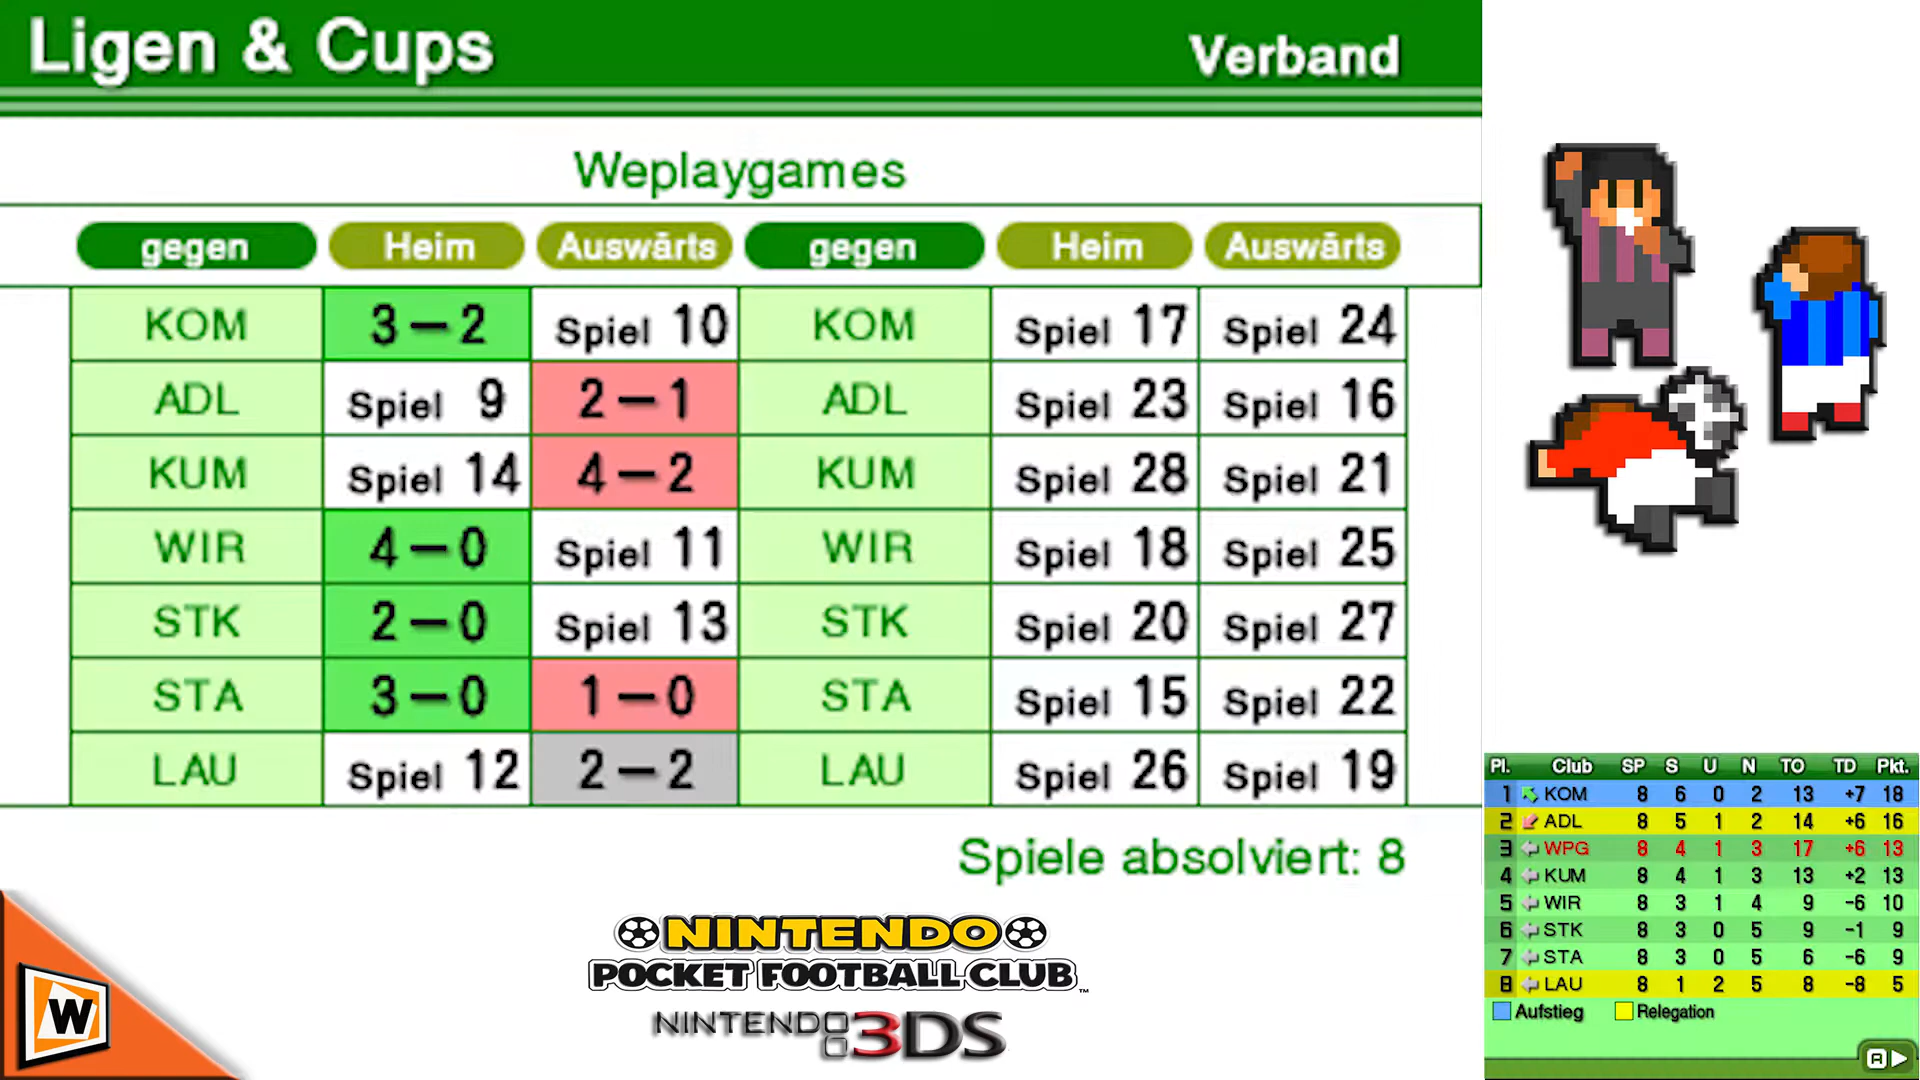 Ligen & Cups
Verband
Weplaygames
gegen Heim Auswärts gegen Heim Auswärts
KOM 3 – 2 Spiel 10 KOM Spiel 17 Spiel 24
ADL Spiel 9 2 – 1 ADL Spiel 23 Spiel 16
KUM Spiel 14 4 – 2 KUM Spiel 28 Spiel 21
WIR 4 – 0 Spiel 11 WIR Spiel 18 Spiel 25
STK 2 – 0 Spiel 13 STK Spiel 20 Spiel 27
STA 3 – 0 1 – 0 STA Spiel 15 Spiel 22
LAU Spiel 12 2 – 2 LAU Spiel 26 Spiel 19
Spiele absolviert: 8
W
NINTENDO
POCKET FOOTBALL CLUB™
NINTENDO 3DS
Pl. Club SP S U N TO TD Pkt.
1 KOM 8 6 0 2 13 +7 18
2 ADL 8 5 1 2 14 +6 16
3 WPG 8 4 1 3 17 +6 13
4 KUM 8 4 1 3 13 +2 13
5 WIR 8 3 1 4 9 -6 10
6 STK 8 3 0 5 9 -1 9
7 STA 8 3 0 5 6 -6 9
8 LAU 8 1 2 5 8 -8 5
Aufstieg Relegation
A